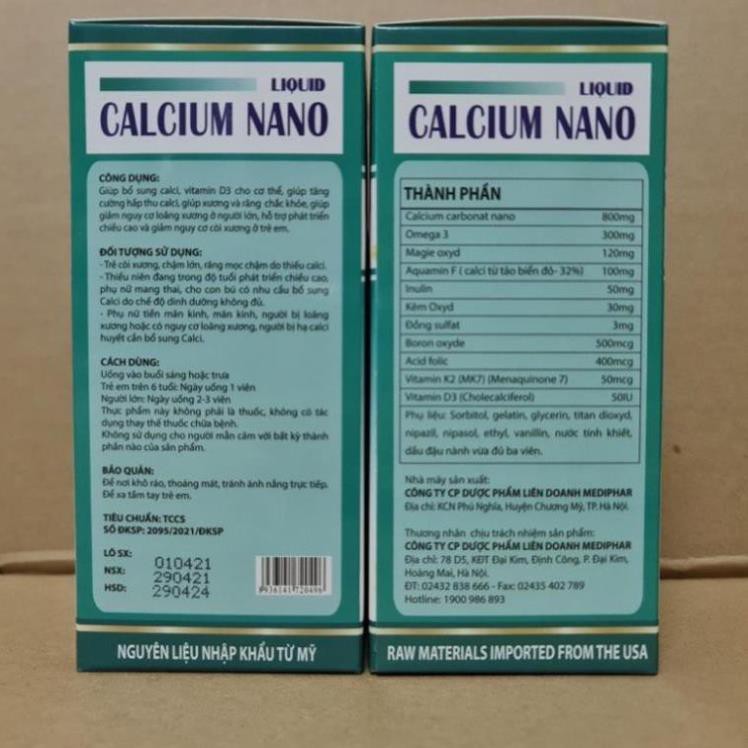 LIQUID
CALCIUM NANO
CÔNG DỤNG:
Giúp bổ sung calci, vitamin D3 cho cơ thể, giúp tăng
cường hấp thu calci, giúp xương và răng chắc khỏe, giúp
giảm nguy cơ loãng xương ở người lớn, hỗ trợ phát triển
chiều cao và giảm nguy cơ còi xương ở trẻ em.
ĐỐI TƯỢNG SỬ DỤNG:
- Trẻ còi xương, chậm lớn, răng mọc chậm do thiếu calci.
- Thiếu niên đang trong độ tuổi phát triển chiều cao,
phụ nữ mang thai, cho con bú có nhu cầu bổ sung
Calci do chế độ dinh dưỡng không đủ.
- Phụ nữ tiền mãn kinh, mãn kinh, người bị loãng
xương hoặc có nguy cơ loãng xương, người bị hạ calci
huyết cần bổ sung Calci.
CÁCH DÙNG:
Uống vào buổi sáng hoặc trưa
Trẻ em trên 6 tuổi: Ngày uống 1 viên
Người lớn: Ngày uống 2-3 viên
Thực phẩm này không phải là thuốc, không có tác
dụng thay thế thuốc chữa bệnh.
Không sử dụng cho người mẫn cảm với bất kỳ thành
phần nào của sản phẩm.
BẢO QUẢN:
Để nơi khô ráo, thoáng mát, tránh ánh nắng trực tiếp.
Để xa tầm tay trẻ em.
TIÊU CHUẨN: TCCS
SỐ ĐKSP: 2095/2021/ĐKSP
LÔ SX: 010421
NSX: 290421
HSD: 290424
8 936141 720496
NGUYÊN LIỆU NHẬP KHẨU TỪ MỸ
LIQUID
CALCIUM NANO
THÀNH PHẦN
Calcium carbonat nano 800mg
Omega 3 300mg
Magie oxyd 120mg
Aquamin F ( calci từ tảo biển đỏ- 32%) 100mg
Inulin 50mg
Kẽm Oxyd 30mg
Đồng sulfat 3mg
Boron oxyde 500mcg
Acid folic 400mcg
Vitamin K2 (MK7) (Menaquinone 7) 50mcg
Vitamin D3 (Cholecalciferol) 50IU
Phụ liệu: Sorbitol, gelatin, glycerin, titan dioxyd,
nipazil, nipasol, ethyl, vanillin, nước tinh khiết,
dầu đậu nành vừa đủ ba viên.
Nhà máy sản xuất:
CÔNG TY CP DƯỢC PHẨM LIÊN DOANH MEDIPHAR
Địa chỉ: KCN Phú Nghĩa, Huyện Chương Mỹ, TP. Hà Nội.
Thương nhân chịu trách nhiệm sản phẩm:
CÔNG TY CP DƯỢC PHẨM LIÊN DOANH MEDIPHAR
Địa chỉ: 78 D5, KĐT Đại Kim, Định Công, P. Đại Kim,
Hoàng Mai, Hà Nội.
ĐT: 02432 838 666 - Fax: 02435 402 789
Hotline: 1900 986 893
RAW MATERIALS IMPORTED FROM THE USA